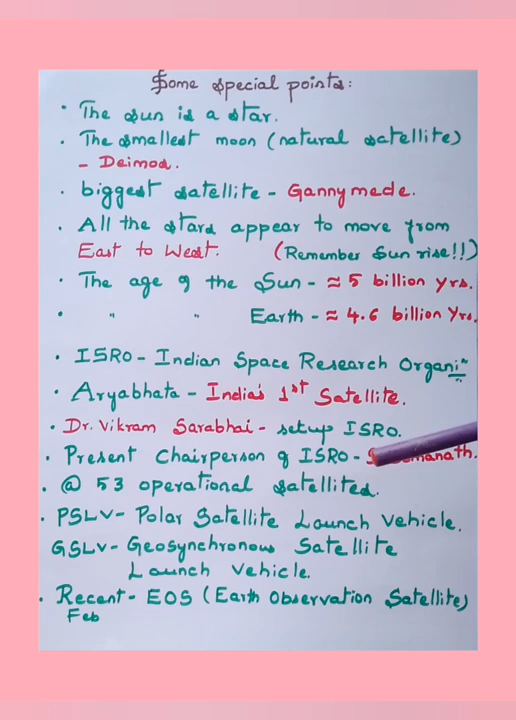 Some special points:
• The Sun is a star.
• The smallest moon (natural satellite)
- Deimos.
• biggest satellite - Gannymede.
• All the stars appear to move from
East to West. (Remember Sun rise!!)
• The age of the Sun - ≈ 5 billion yrs.
• " " Earth - ≈ 4.6 billion Yrs.
• ISRO - Indian Space Research Organi..
• Aryabhata - India's 1st Satellite.
• Dr. Vikram Sarabhai - setup ISRO.
• Present Chairperson of ISRO -
• @ 53 operational satellites.
• PSLV - Polar Satellite Launch Vehicle.
GSLV - Geosynchronous Satellite
Launch Vehicle.
• Recent - EOS (Earth Observation Satellite)
Feb